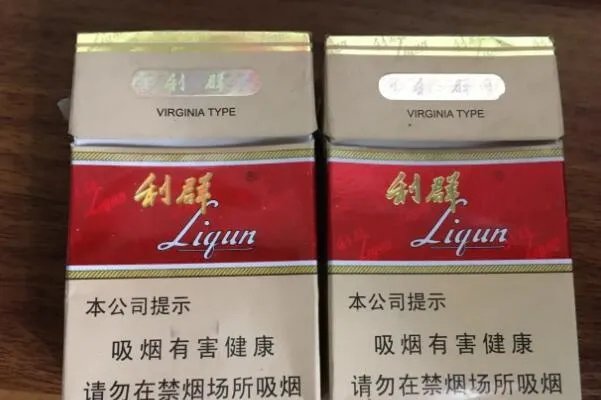 利群
VIRGINIA TYPE
利群
Liqun
本公司提示
吸烟有害健康
请勿在禁烟场所吸烟
利群
VIRGINIA TYPE
利群
Liqun
本公司提示
吸烟有害健康
请勿在禁烟场所吸烟